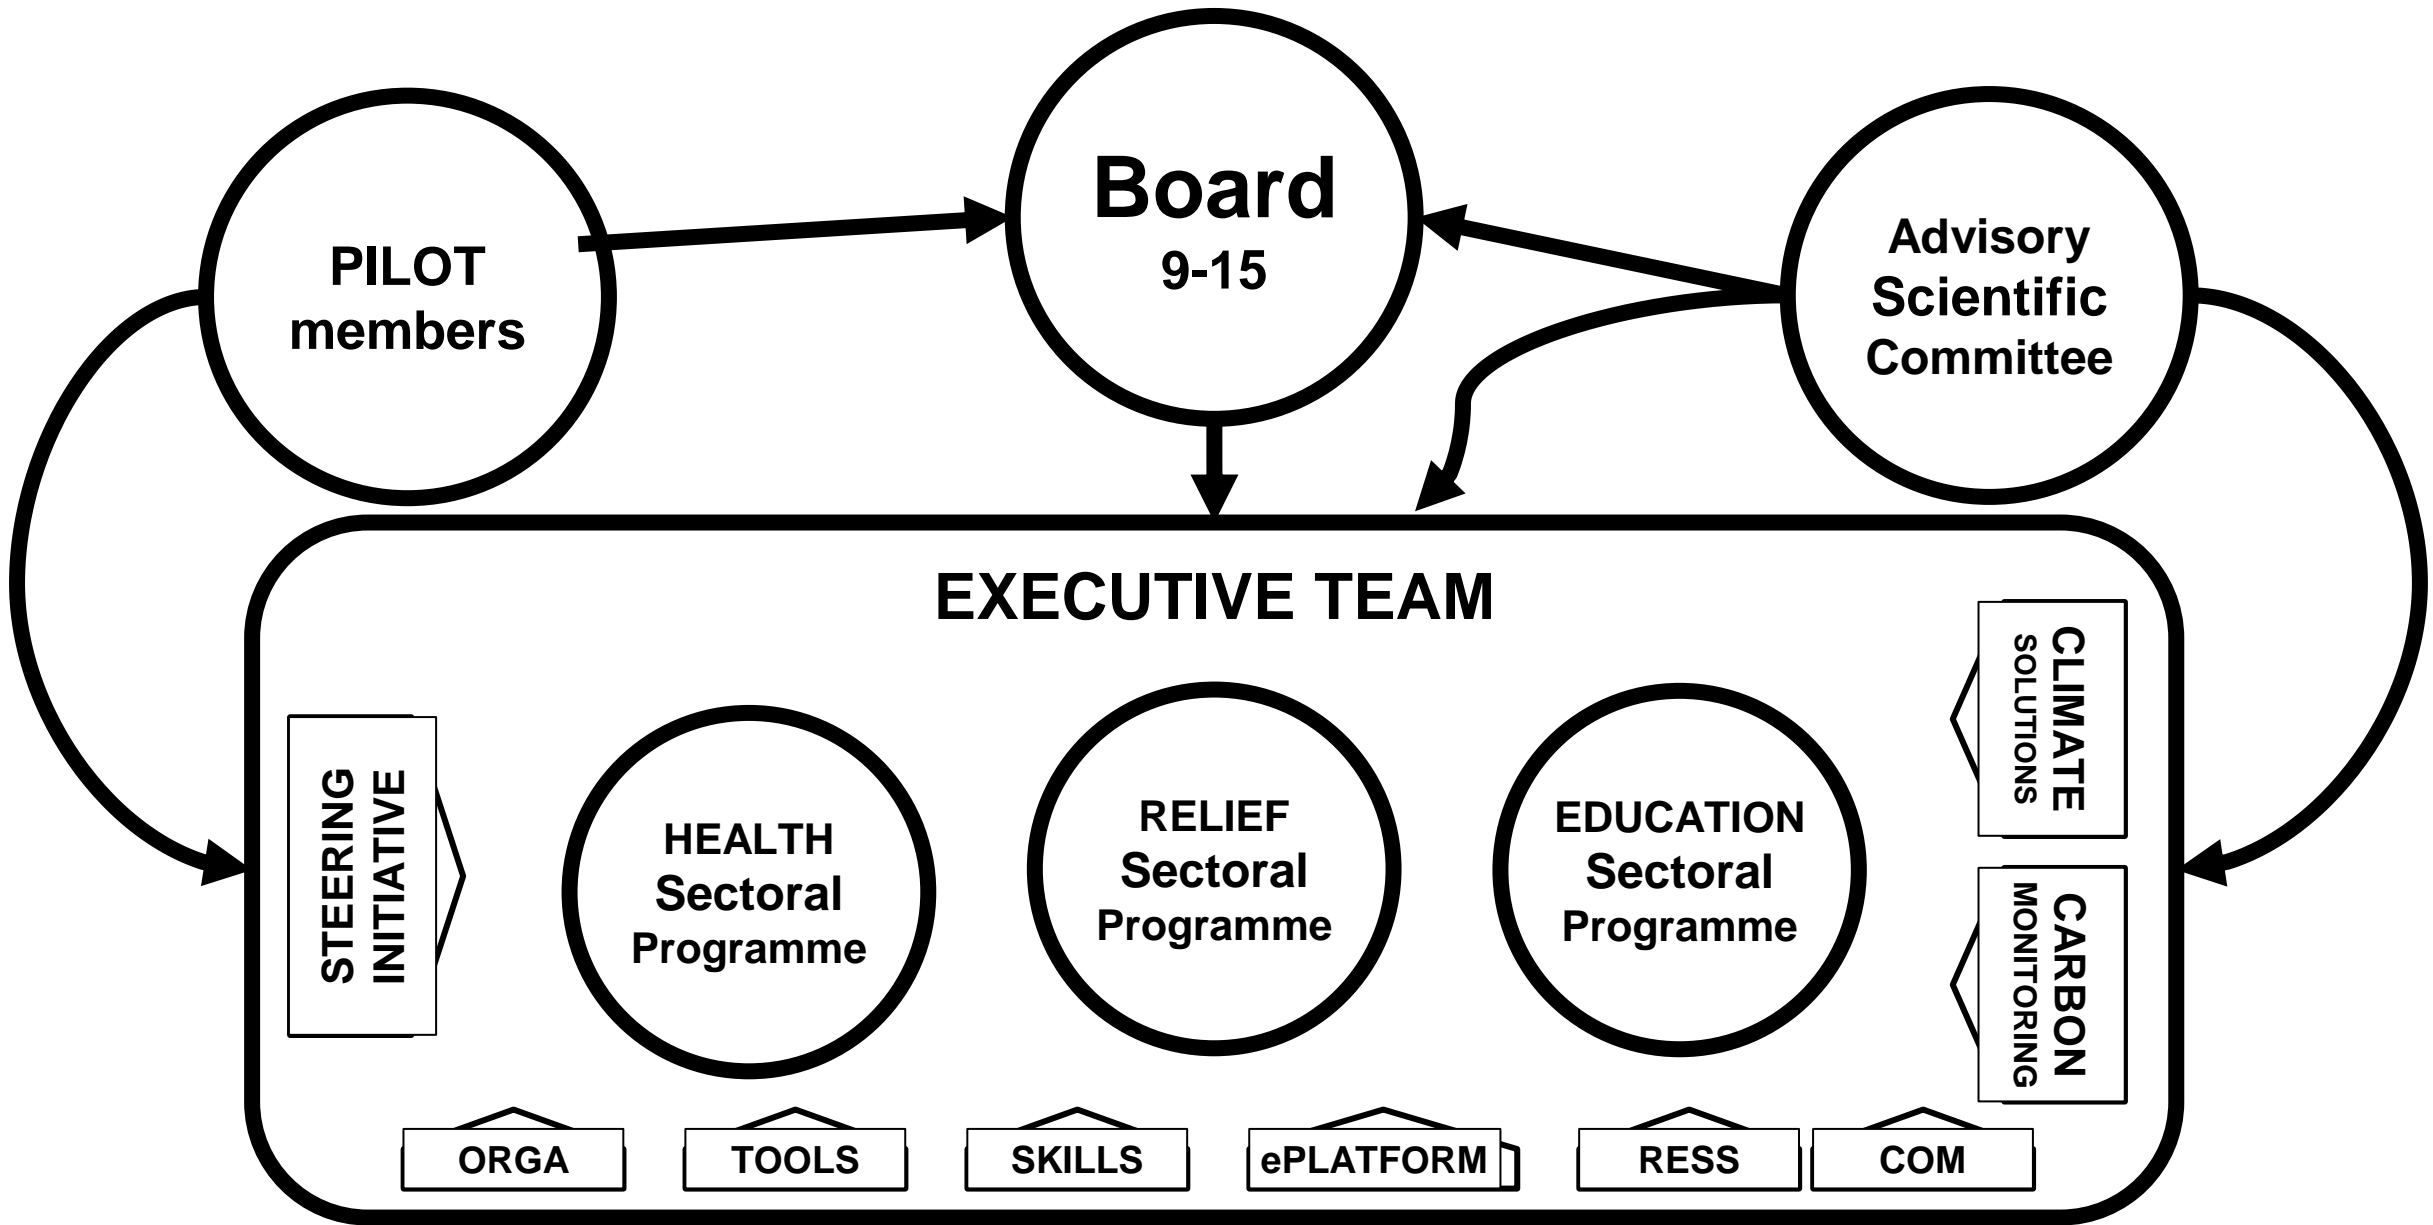 Board
9-15
PILOT
members
Advisory
Scientific
Committee
EXECUTIVE TEAM
STEERING
INITIATIVE
HEALTH
Sectoral
Programme
RELIEF
Sectoral
Programme
EDUCATION
Sectoral
Programme
CLIMATE
SOLUTIONS
CARBON
MONITORING
ORGA
TOOLS
SKILLS
ePLATFORM
RESS
COM